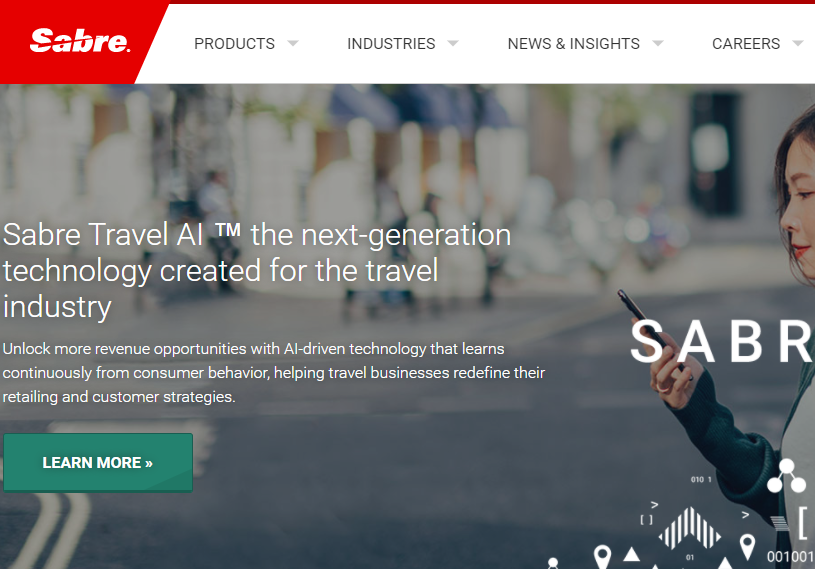 Sabre.
PRODUCTS
INDUSTRIES
NEWS & INSIGHTS
CAREERS
Sabre Travel AI ™ the next-generation
technology created for the travel
industry
Unlock more revenue opportunities with AI-driven technology that learns
continuously from consumer behavior, helping travel businesses redefine their
retailing and customer strategies.
LEARN MORE »
SABR
010 1
>
[ ]
>
[
01
001001